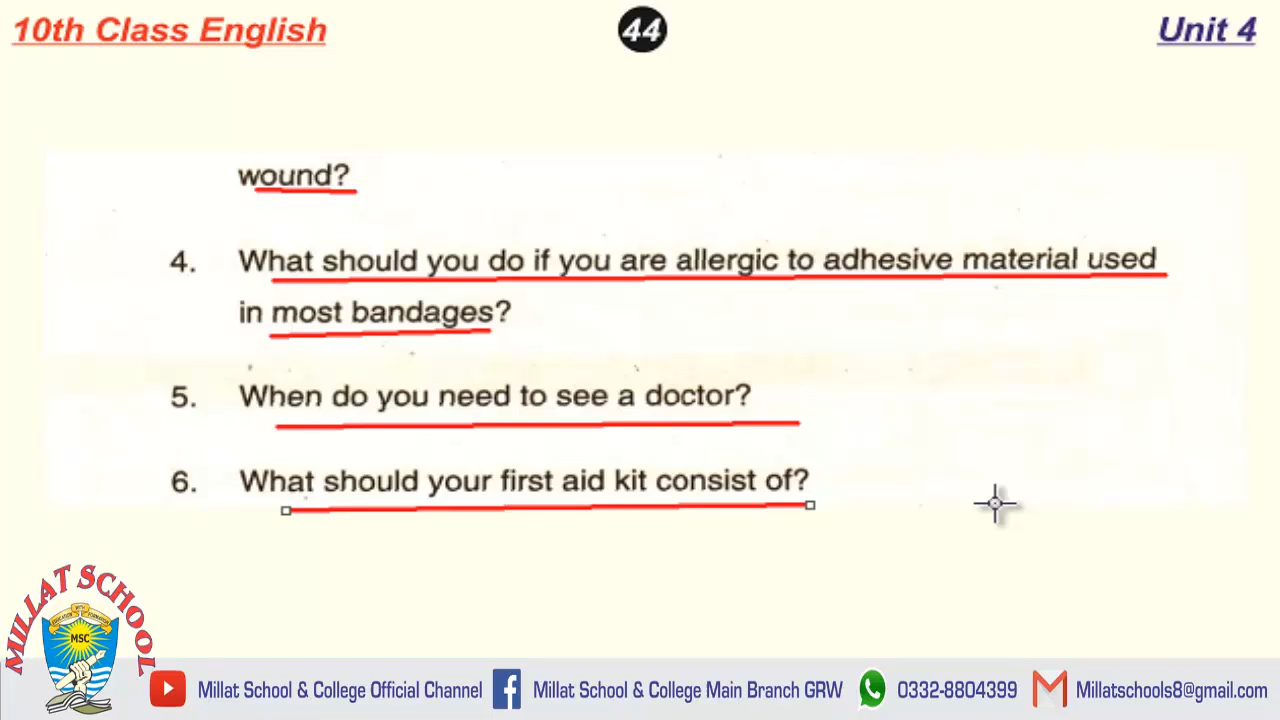 10th Class English
44
Unit 4
wound?
4. What should you do if you are allergic to adhesive material used
in most bandages?
5. When do you need to see a doctor?
6. What should your first aid kit consist of?
MILLAT SCHOOL
MSC
Millat School & College Official Channel
Millat School & College Main Branch GRW
0332-8804399
Millatschools8@gmail.com